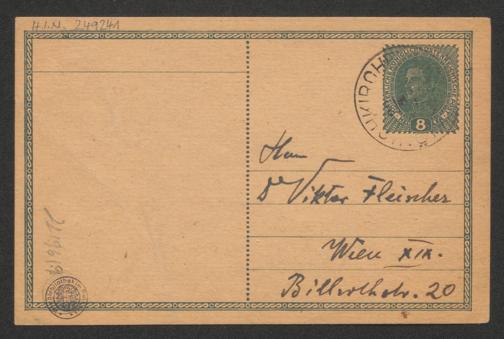 H.I.N. 249241
8
Herrn
Dr Viktor Fleischer
Wien XIX.
Billrothstr. 20